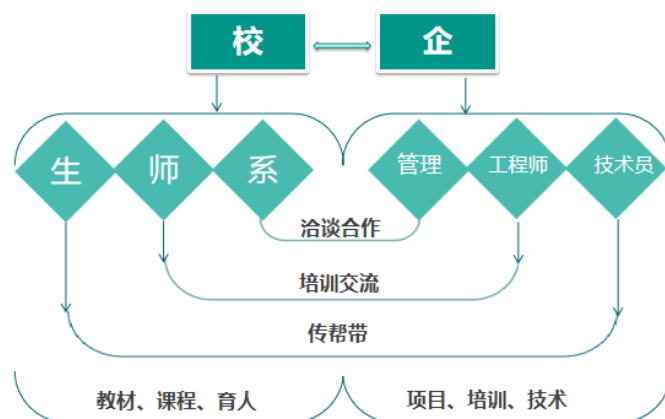 校 企
生 师 系 管理 工程师 技术员
洽谈合作
培训交流
传帮带
教材、课程、育人 项目、培训、技术